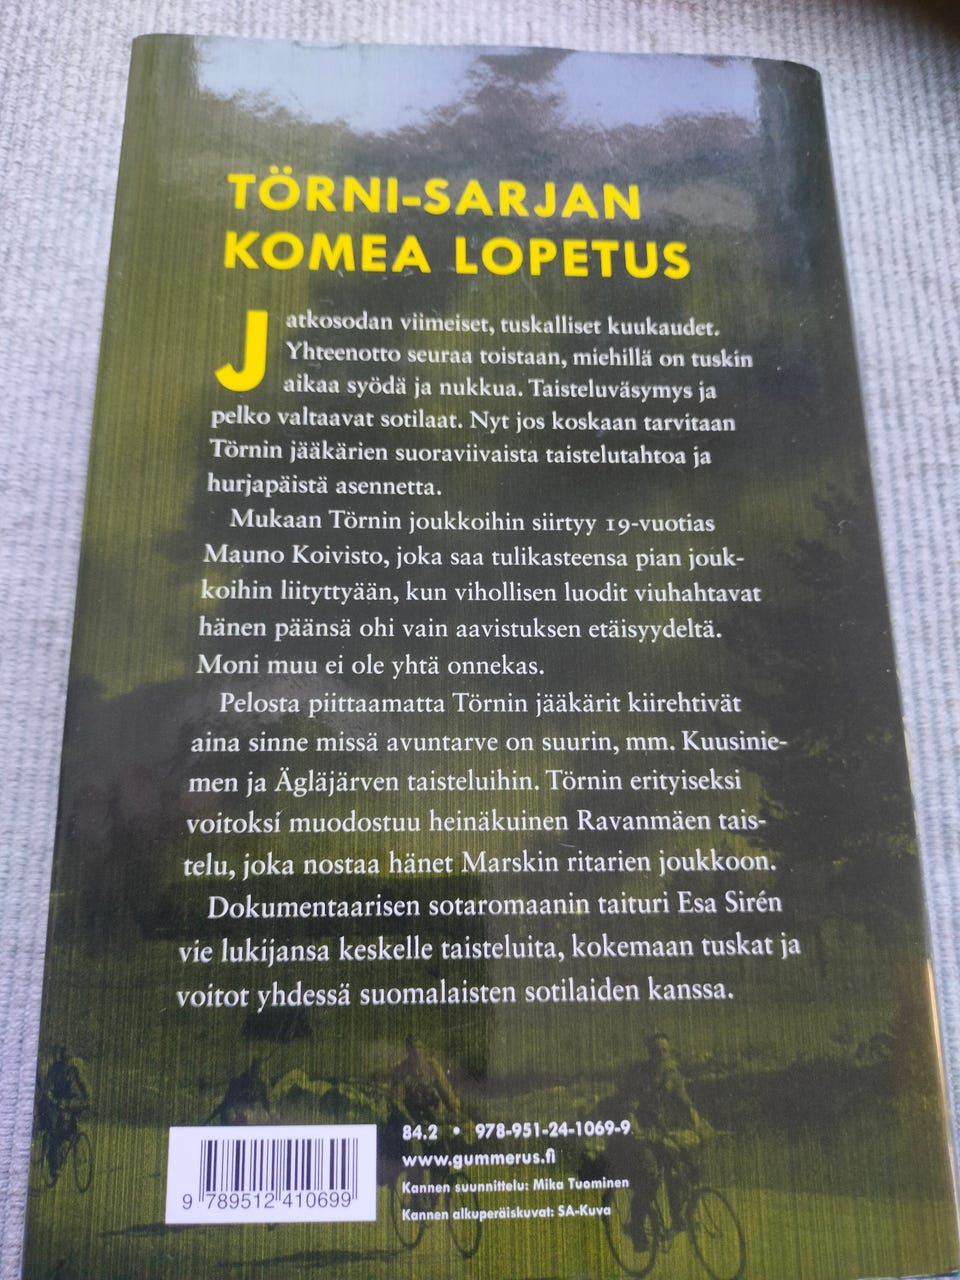 TÖRNI-SARJAN
KOMEA LOPETUS
Jatkosodan viimeiset, tuskalliset kuukaudet.
Yhteenotto seuraa toistaan, miehillä on tuskin
aikaa syödä ja nukkua. Taisteluväsymys ja
pelko valtaavat sotilaat. Nyt jos koskaan tarvitaan
Törnin jääkärien suoraviivaista taistelutahtoa ja
hurjapäistä asennetta.
Mukaan Törnin joukkoihin siirtyy 19-vuotias
Mauno Koivisto, joka saa tulikasteensa pian jouk-
koihin liityttyään, kun vihollisen luodit viuhahtavat
hänen päänsä ohi vain aavistuksen etäisyydeltä.
Moni muu ei ole yhtä onnekas.
Pelosta piittaamatta Törnin jääkärit kiirehtivät
aina sinne missä avuntarve on suurin, mm. Kuusinie-
men ja Ägläjärven taisteluihin. Törnin erityiseksi
voitoksi muodostuu heinäkuinen Ravanmäen tais-
telu, joka nostaa hänet Marskin ritarien joukkoon.
Dokumentaarisen sotaromaanin taituri Esa Sirén
vie lukijansa keskelle taisteluita, kokemaan tuskat ja
voitot yhdessä suomalaisten sotilaiden kanssa.
84.2 • 978-951-24-1069-9
www.gummerus.fi
Kannen suunnittelu: Mika Tuominen
Kannen alkuperäiskuvat: SA-Kuva
9 789512 410699